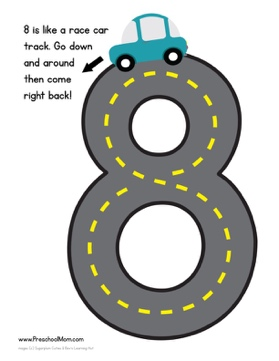 8 is like a race car
track. Go down
and around
then come
right back!
www.PreschoolMom.com